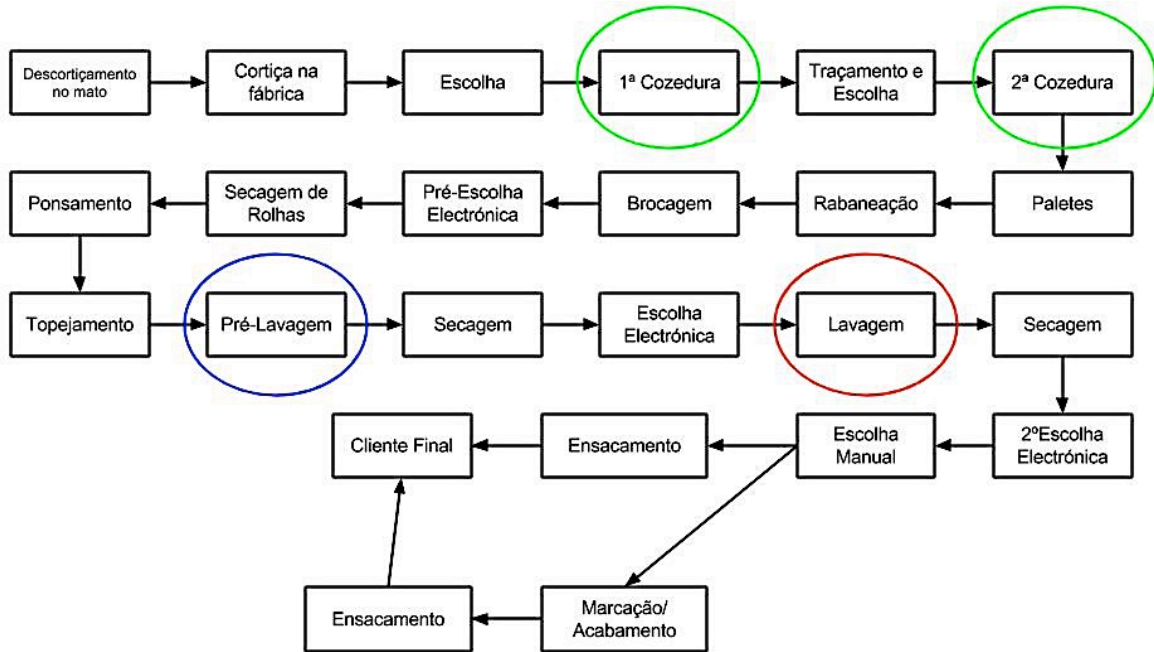 Descortiçamento
no mato
Cortiça na
fábrica
Escolha
1ª Cozedura
Traçamento e
Escolha
2ª Cozedura
Ponsamento
Secagem de
Rolhas
Pré-Escolha
Electrónica
Brocagem
Rabaneação
Paletes
Topejamento
Pré-Lavagem
Secagem
Escolha
Electrónica
Lavagem
Secagem
Cliente Final
Ensacamento
Escolha
Manual
2ºEscolha
Electrónica
Ensacamento
Marcação/
Acabamento